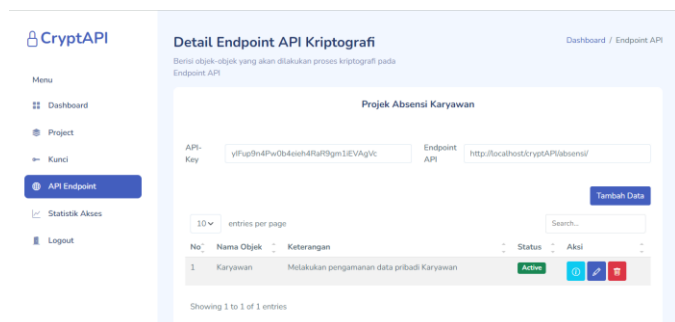 CryptAPI
Menu
Dashboard
Project
Kunci
API Endpoint
Statistik Akses
Logout
Detail Endpoint API Kriptografi
Dashboard / Endpoint API
Berisi objek-objek yang akan dilakukan proses kriptografi pada
Endpoint API
Projek Absensi Karyawan
API-
Key
ylFup9n4Pw0b4eieh4RaR9gm1iEVAgVc
Endpoint
API
http://localhost/cryptAPI/absensi/
Tambah Data
10 entries per page
Search...
No Nama Objek Keterangan Status Aksi
1 Karyawan Melakukan pengamanan data pribadi Karyawan Active
Showing 1 to 1 of 1 entries